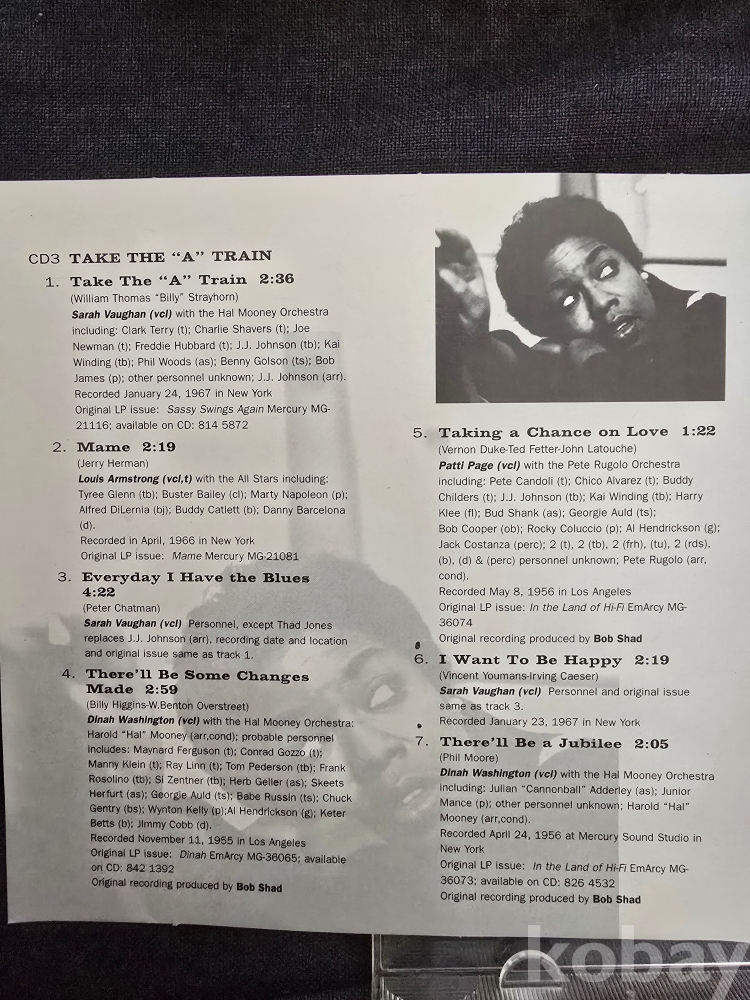 CD3 TAKE THE “A” TRAIN
1. Take The “A” Train 2:36
(William Thomas “Billy” Strayhorn)
Sarah Vaughan (vcl) with the Hal Mooney Orchestra
including: Clark Terry (t); Charlie Shavers (t); Joe
Newman (t); Freddie Hubbard (t); J.J. Johnson (tb); Kai
Winding (tb); Phil Woods (as); Benny Golson (ts); Bob
James (p); other personnel unknown; J.J. Johnson (arr).
Recorded January 24, 1967 in New York
Original LP issue: Sassy Swings Again Mercury MG-
21116; available on CD: 814 5872
2. Mame 2:19
(Jerry Herman)
Louis Armstrong (vcl,t) with the All Stars including:
Tyree Glenn (tb); Buster Bailey (cl); Marty Napoleon (p);
Alfred DiLernia (bj); Buddy Catlett (b); Danny Barcelona
(d).
Recorded in April, 1966 in New York
Original LP issue: Mame Mercury MG-21081
3. Everyday I Have the Blues
4:22
(Peter Chatman)
Sarah Vaughan (vcl) Personnel, except Thad Jones
replaces J.J. Johnson (arr), recording date and location
and original issue same as track 1.
4. There’ll Be Some Changes
Made 2:59
(Billy Higgins-W.Benton Overstreet)
Dinah Washington (vcl) with the Hal Mooney Orchestra:
Harold “Hal” Mooney (arr,cond); probable personnel
includes: Maynard Ferguson (t); Conrad Gozzo (t);
Manny Klein (t); Ray Linn (t); Tom Pederson (tb); Frank
Rosolino (tb); Si Zentner (tb); Herb Geller (as); Skeets
Herfurt (as); Georgie Auld (ts); Babe Russin (ts); Chuck
Gentry (bs); Wynton Kelly (p);Al Hendrickson (g); Keter
Betts (b); Jimmy Cobb (d).
Recorded November 11, 1955 in Los Angeles
Original LP issue: Dinah EmArcy MG-36065; available
on CD: 842 1392
Original recording produced by Bob Shad
5. Taking a Chance on Love 1:22
(Vernon Duke-Ted Fetter-John Latouche)
Patti Page (vcl) with the Pete Rugolo Orchestra
including: Pete Candoli (t); Chico Alvarez (t); Buddy
Childers (t); J.J. Johnson (tb); Kai Winding (tb); Harry
Klee (fl); Bud Shank (as); Georgie Auld (ts);
Bob Cooper (ob); Rocky Coluccio (p); Al Hendrickson (g);
Jack Costanza (perc); 2 (t), 2 (tb), 2 (frh), (tu), 2 (rds),
(b), (d) & (perc) personnel unknown; Pete Rugolo (arr,
cond).
Recorded May 8, 1956 in Los Angeles
Original LP issue: In the Land of Hi-Fi EmArcy MG-
36074
Original recording produced by Bob Shad
6. I Want To Be Happy 2:19
(Vincent Youmans-Irving Caeser)
Sarah Vaughan (vcl) Personnel and original issue
same as track 3.
Recorded January 23, 1967 in New York
7. There’ll Be a Jubilee 2:05
(Phil Moore)
Dinah Washington (vcl) with the Hal Mooney Orchestra
including: Julian “Cannonball” Adderley (as); Junior
Mance (p); other personnel unknown; Harold “Hal”
Mooney (arr,cond).
Recorded April 24, 1956 at Mercury Sound Studio in
New York
Original LP issue: In the Land of Hi-Fi EmArcy MG-
36073; available on CD: 826 4532
Original recording produced by Bob Shad
kobay